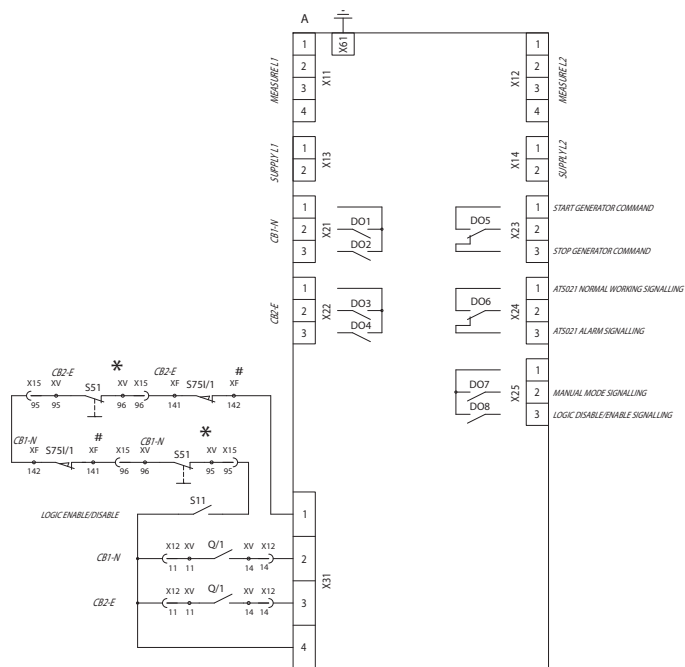 A
X61
1
2
3
4
X11
MEASURE L1
1
2
3
4
X12
MEASURE L2
1
2
X13
SUPPLY L1
1
2
X14
SUPPLY L2
1
2
3
X21
CB1-N
DO1
DO2
DO5
X23
1
2
3
START GENERATOR COMMAND
STOP GENERATOR COMMAND
1
2
3
X22
CB2-E
DO3
DO4
DO6
X24
1
2
3
ATS021 NORMAL WORKING SIGNALLING
ATS021 ALARM SIGNALLING
DO7
DO8
X25
1
2
3
MANUAL MODE SIGNALLING
LOGIC DISABLE/ENABLE SIGNALLING
CB2-E * CB2-E #
X15 XV S51 XV X15 XF S75I/1 XF
95 95 96 96 141 142
CB1-N # CB1-N *
XF S75I/1 XF X15 XV S51 XV X15
142 141 96 96 95 95
S11
LOGIC ENABLE/DISABLE
1
CB1-N
X12 XV Q/1 XV X12
11 11 14 14
2
X31
CB2-E
X12 XV Q/1 XV X12
11 11 14 14
3
4